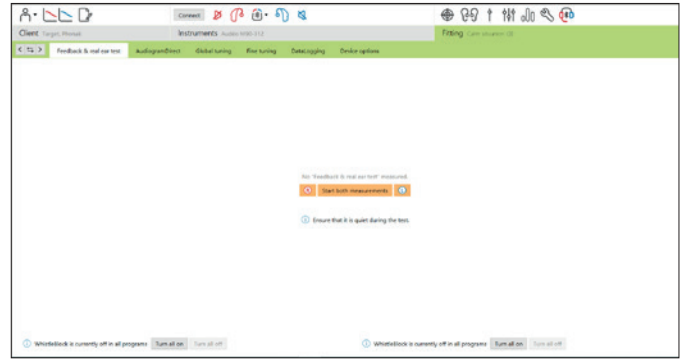 Connect
Client Target, Phonak
Instruments Audéo M90-312
Fitting
Feedback & real ear test
AudiogramDirect
Global tuning
Fine tuning
DataLogging
Device options
No 'Feedback & real ear test' measured.
Start both measurements
Ensure that it is quiet during the test.
WhistleBlock is currently off in all programs Turn all on Turn all off
WhistleBlock is currently off in all programs Turn all on Turn all off